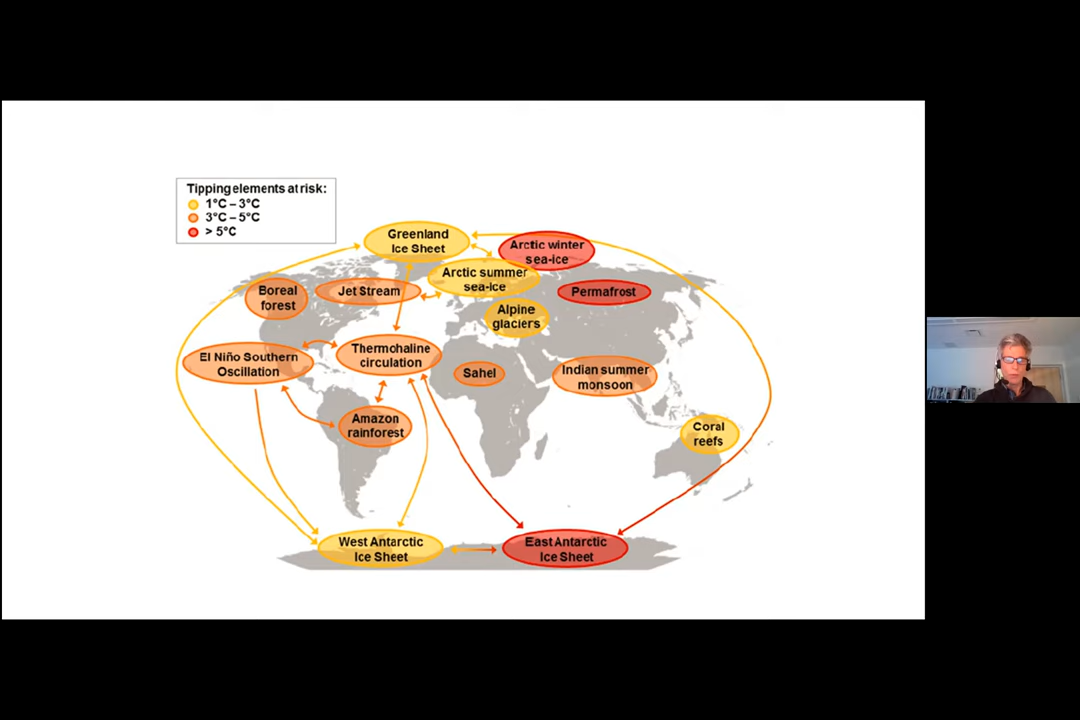 Tipping elements at risk:
1°C – 3°C
3°C – 5°C
> 5°C
Greenland
Ice Sheet
Arctic winter
sea-ice
Arctic summer
sea-ice
Boreal
forest
Jet Stream
Permafrost
Alpine
glaciers
El Niño Southern
Oscillation
Thermohaline
circulation
Sahel
Indian summer
monsoon
Amazon
rainforest
Coral
reefs
West Antarctic
Ice Sheet
East Antarctic
Ice Sheet